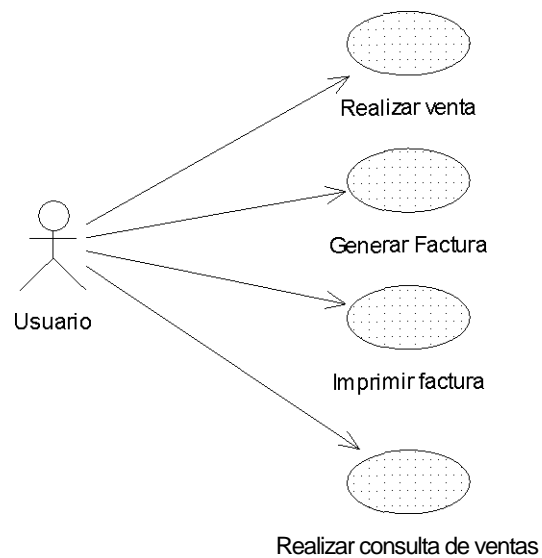 Realizar venta
Generar Factura
Imprimir factura
Usuario
Realizar consulta de ventas